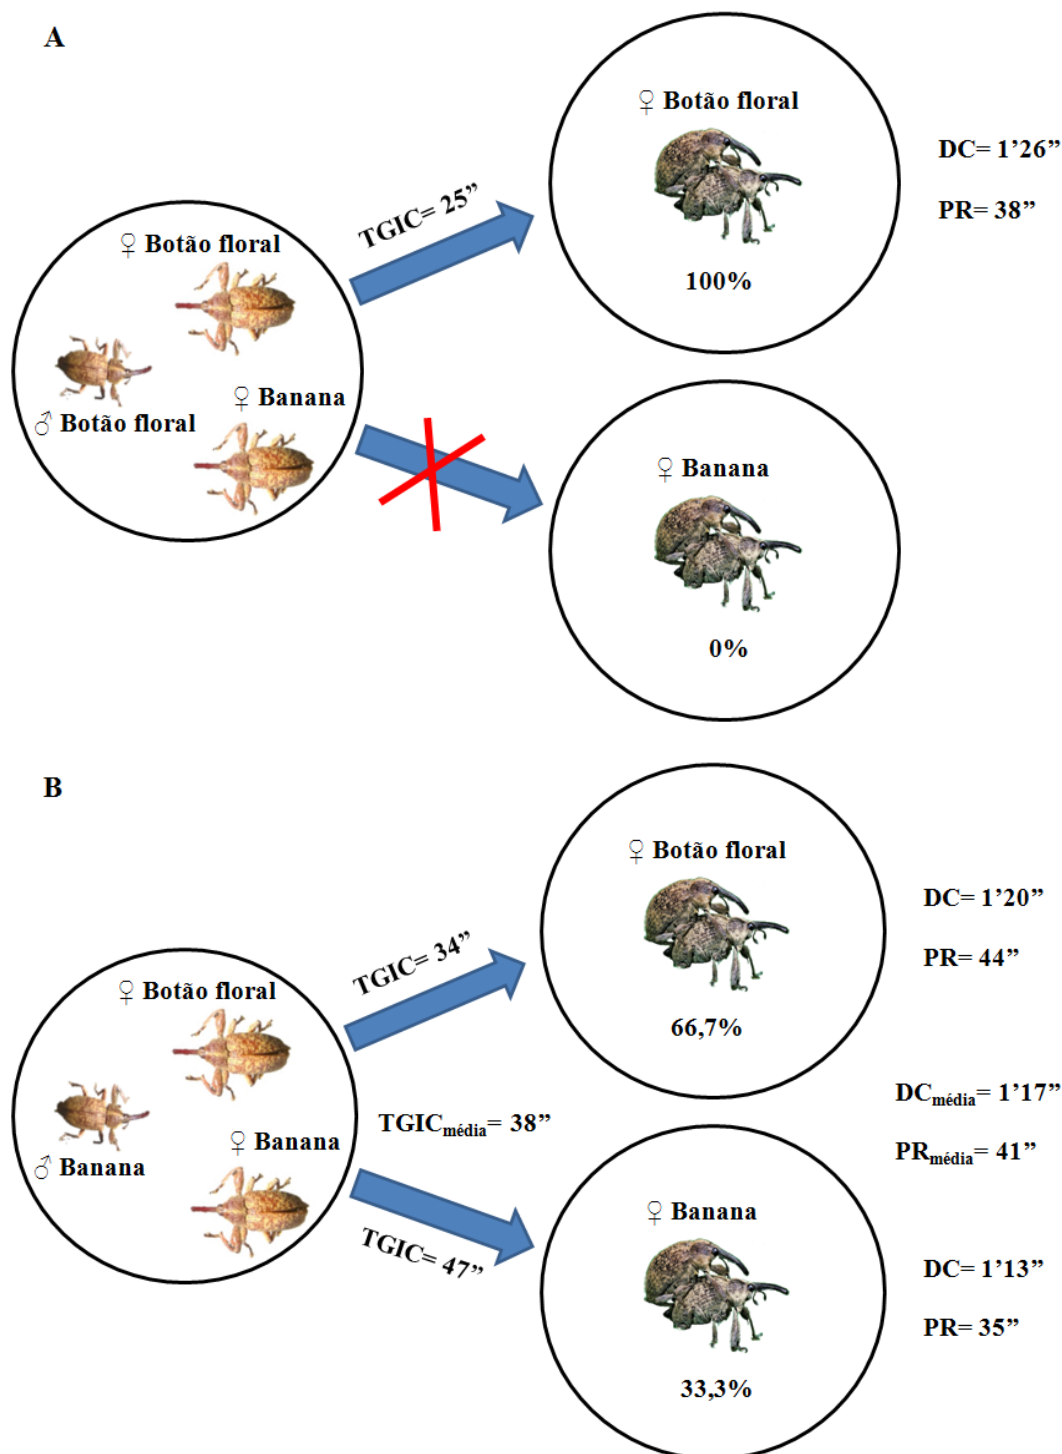 A
♀ Botão floral
♂ Botão floral
♀ Banana
TGIC= 25”
♀ Botão floral
100%
DC= 1’26”
PR= 38”
♀ Banana
0%
B
♀ Botão floral
♂ Banana
♀ Banana
TGIC= 34”
TGICmédia= 38”
TGIC= 47”
♀ Botão floral
66,7%
DC= 1’20”
PR= 44”
DCmédia= 1’17”
PRmédia= 41”
♀ Banana
33,3%
DC= 1’13”
PR= 35”